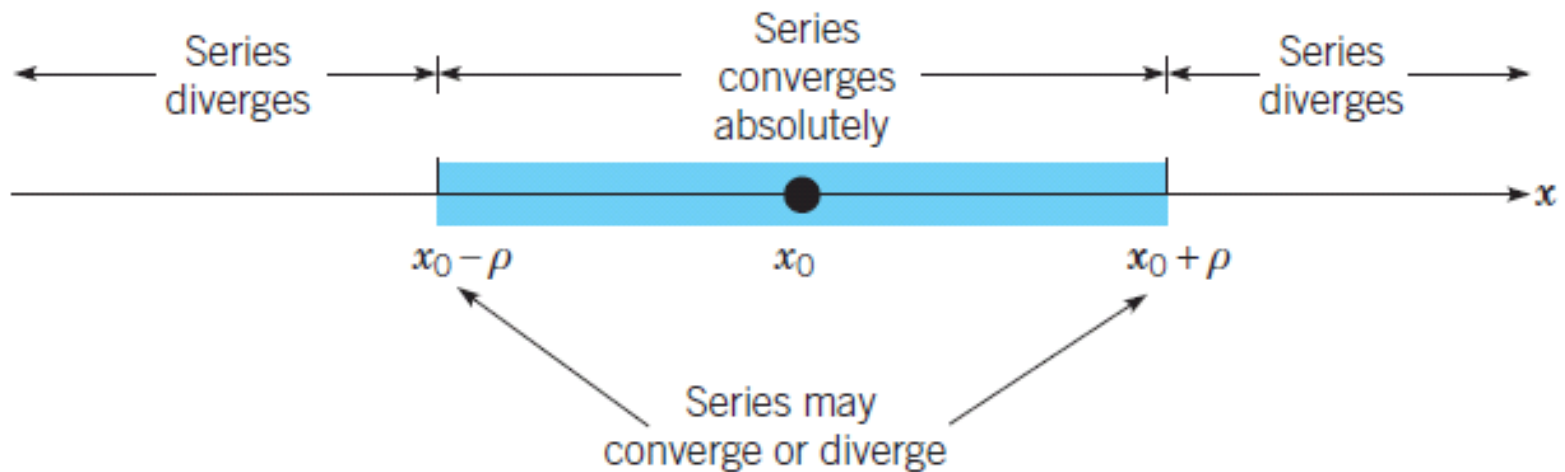 Series
diverges
Series
converges
absolutely
Series
diverges
x
x₀ – ρ
x₀
x₀ + ρ
Series may
converge or diverge